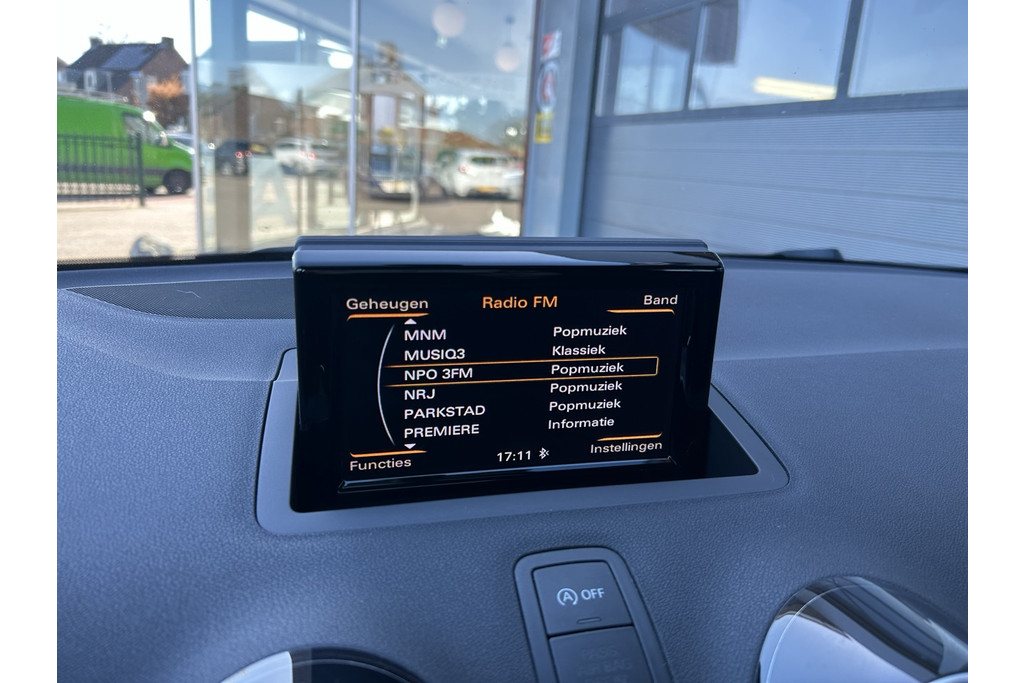 Geheugen Radio FM Band
MNM Popmuziek
MUSIQ3 Klassiek
NPO 3FM Popmuziek
NRJ Popmuziek
PARKSTAD Popmuziek
PREMIERE Informatie
Functies 17:11 Instellingen
A OFF